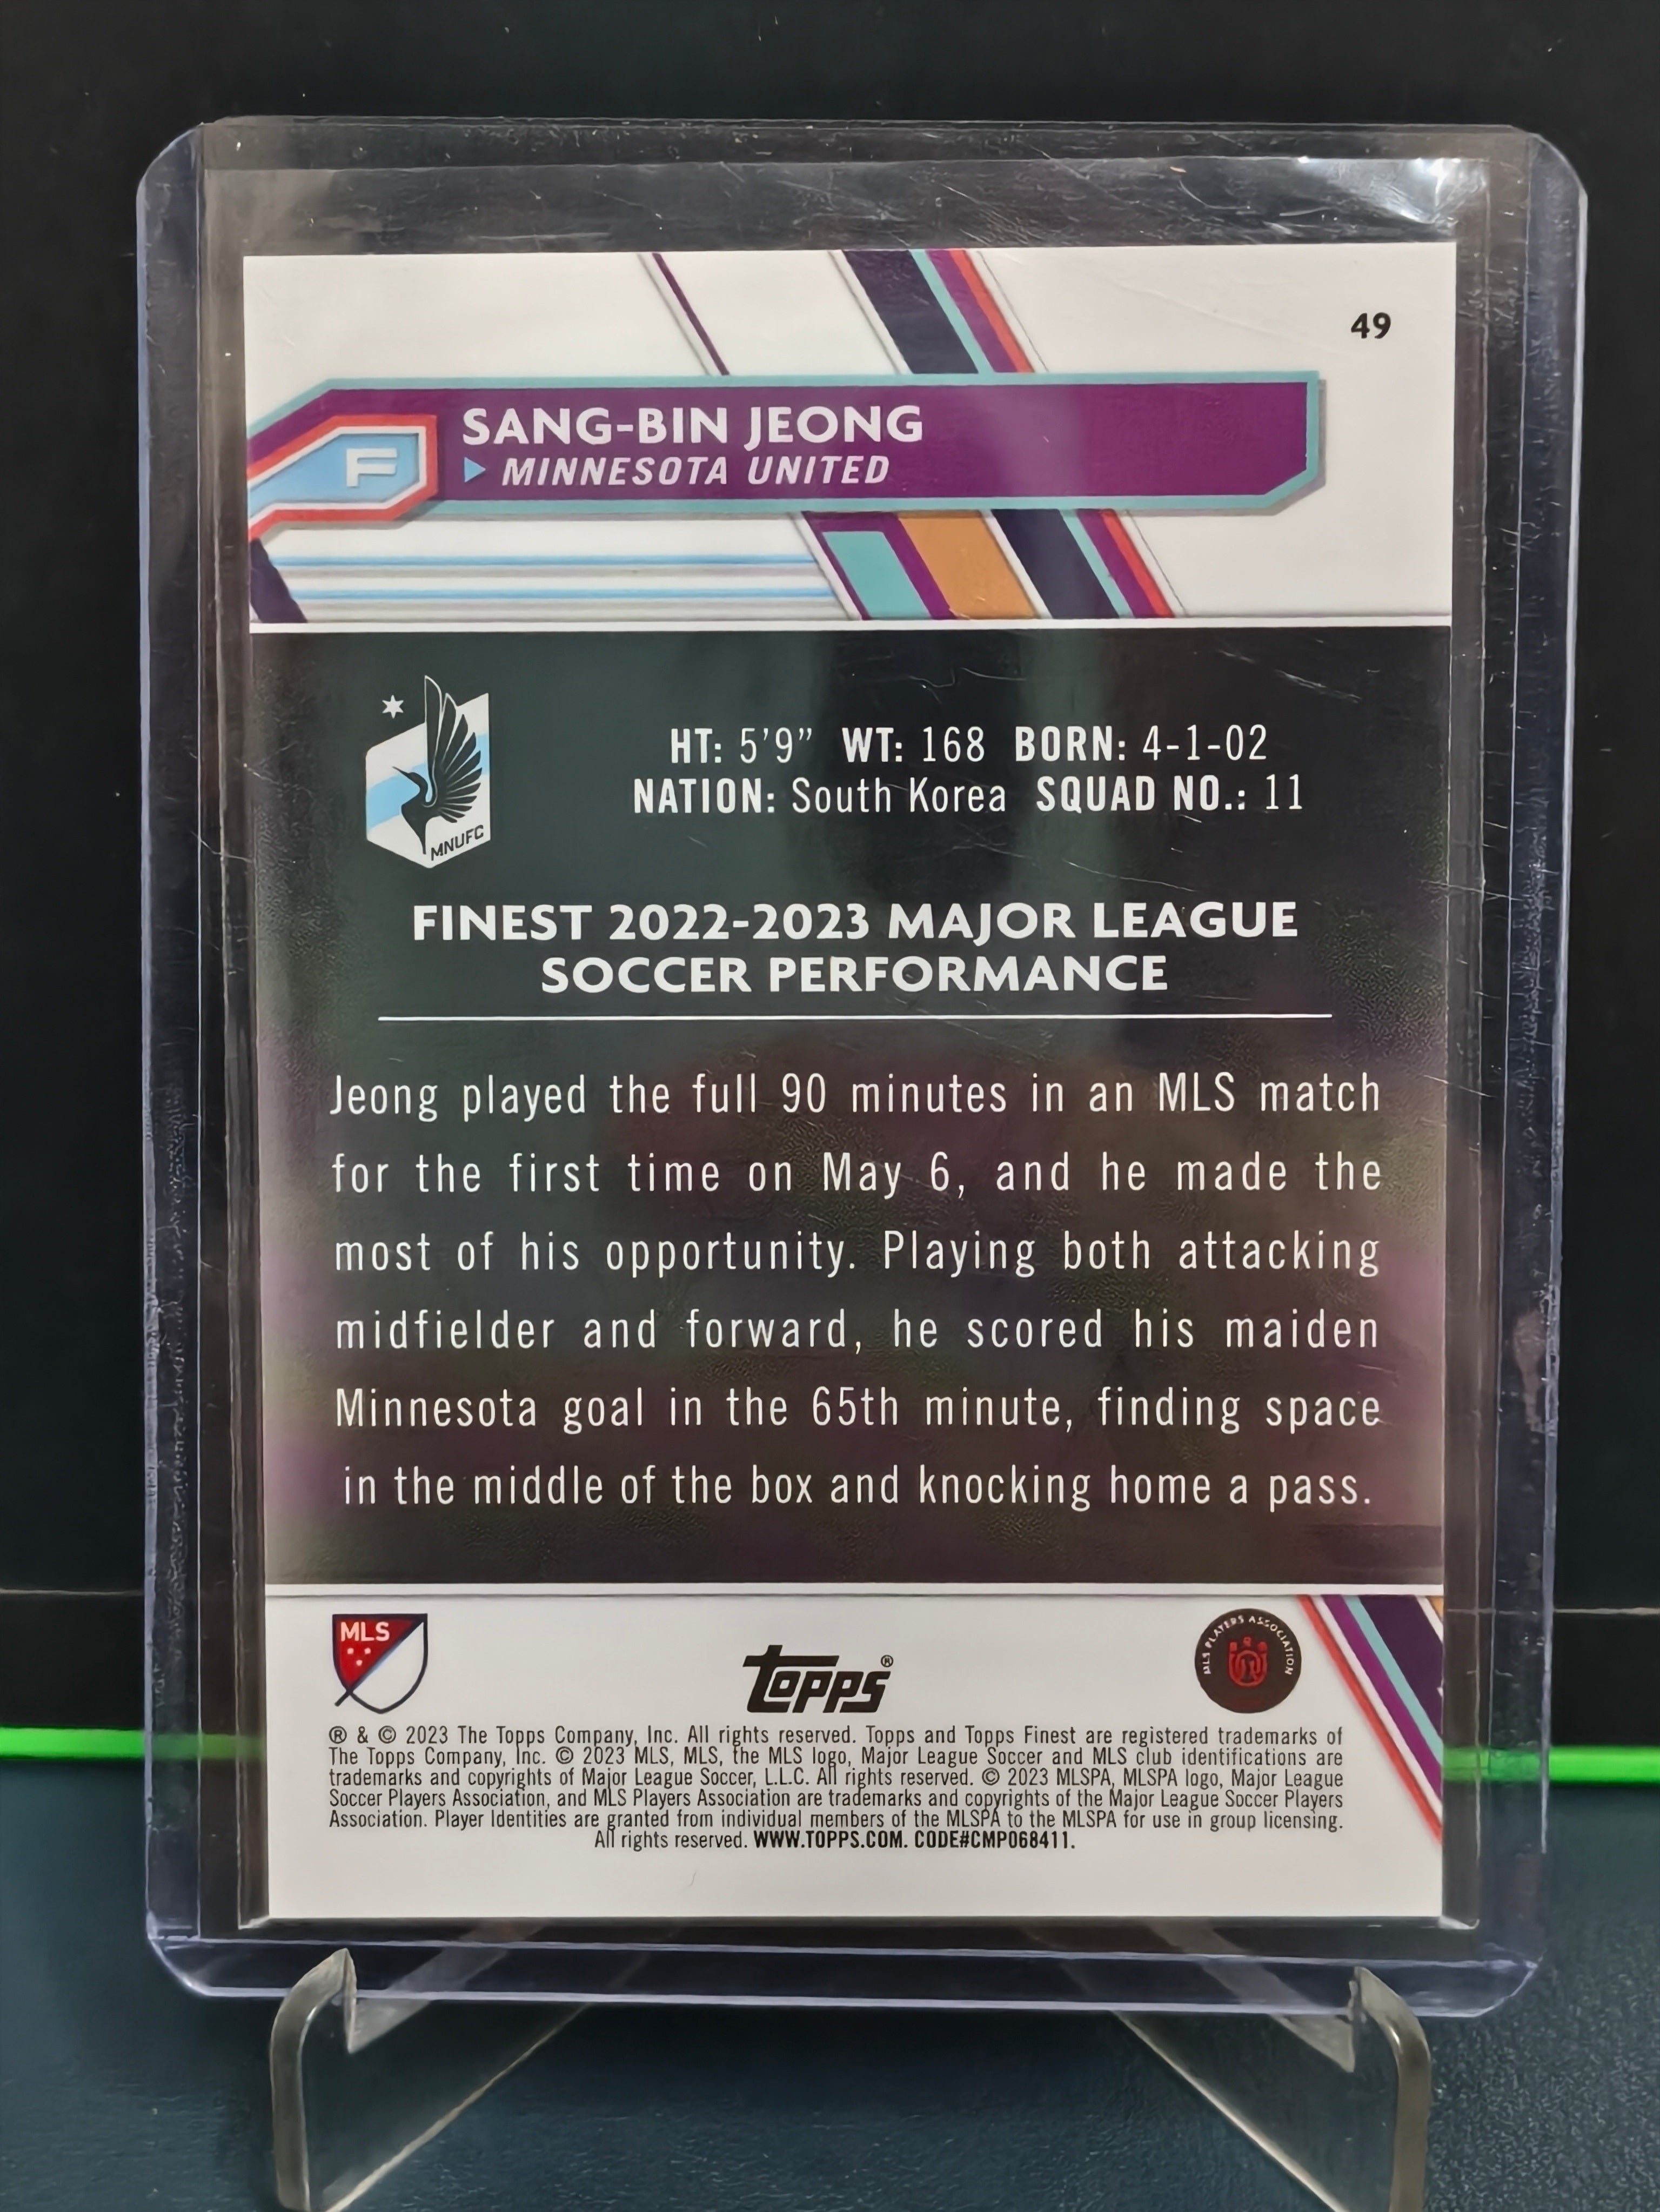 49
SANG-BIN JEONG
F
▶ MINNESOTA UNITED
HT: 5'9" WT: 168 BORN: 4-1-02
NATION: South Korea SQUAD NO.: 11
MNUFC
FINEST 2022-2023 MAJOR LEAGUE
SOCCER PERFORMANCE
Jeong played the full 90 minutes in an MLS match
for the first time on May 6, and he made the
most of his opportunity. Playing both attacking
midfielder and forward, he scored his maiden
Minnesota goal in the 65th minute, finding space
in the middle of the box and knocking home a pass.
MLS
topps®
MLS PLAYERS ASSOCIATION
® & © 2023 The Topps Company, Inc. All rights reserved. Topps and Topps Finest are registered trademarks of
The Topps Company, Inc. © 2023 MLS, MLS, the MLS logo, Major League Soccer and MLS club identifications are
trademarks and copyrights of Major League Soccer, L.L.C. All rights reserved. © 2023 MLSPA, MLSPA logo, Major League
Soccer Players Association, and MLS Players Association are trademarks and copyrights of the Major League Soccer Players
Association. Player Identities are granted from individual members of the MLSPA to the MLSPA for use in group licensing.
All rights reserved. WWW.TOPPS.COM. CODE#CMP068411.